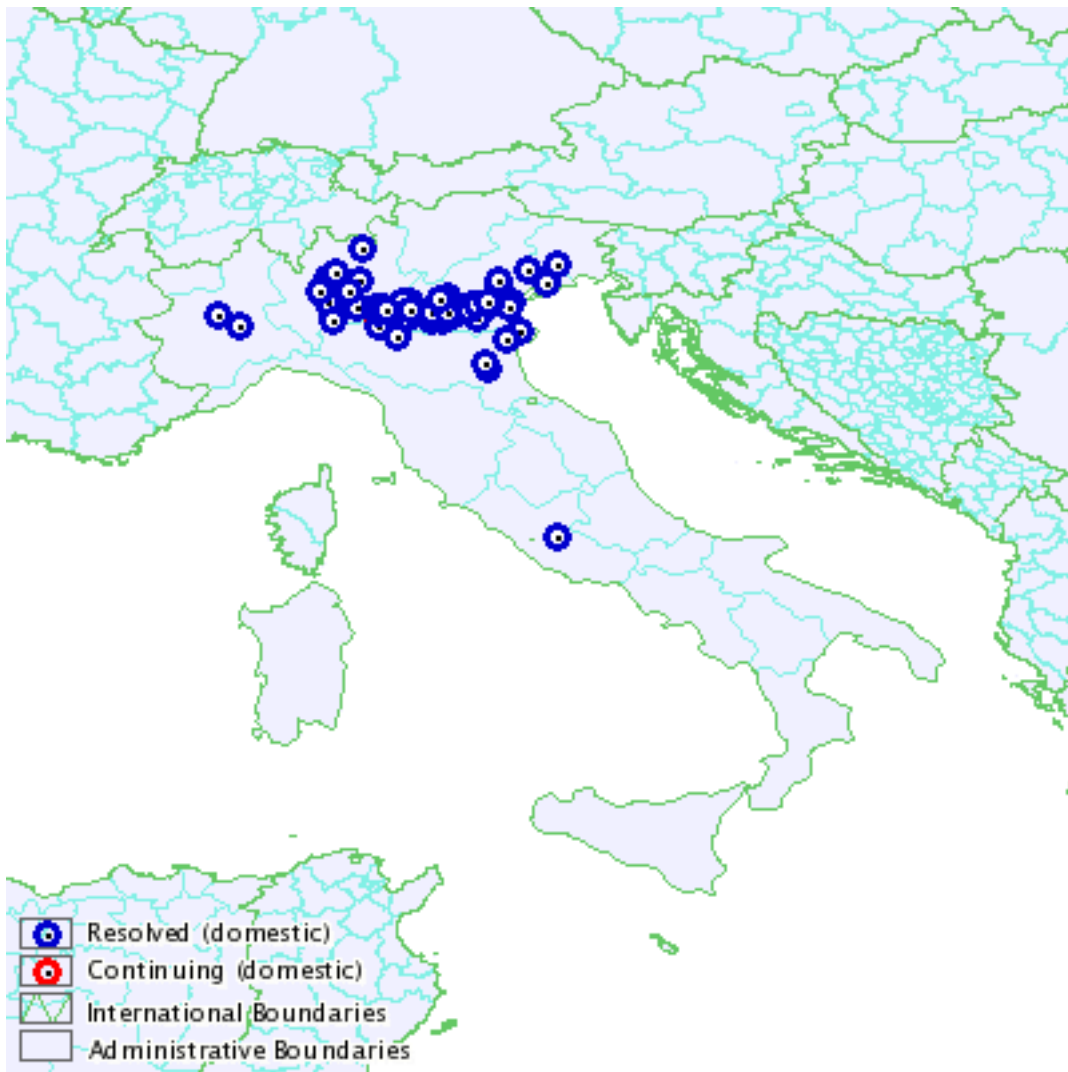 Resolved (domestic)
Continuing (domestic)
International Boundaries
Administrative Boundaries